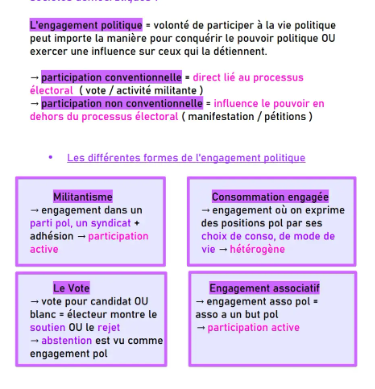 sociétés démocratiques ?
L'engagement politique = volonté de participer à la vie politique
peut importe la manière pour conquérir le pouvoir politique OU
exercer une influence sur ceux qui la détiennent.
→ participation conventionnelle = direct lié au processus
électoral ( vote / activité militante )
→ participation non conventionnelle = influence le pouvoir en
dehors du processus électoral ( manifestation / pétitions )
• Les différentes formes de l'engagement politique
Militantisme
→ engagement dans un
parti pol, un syndicat +
adhésion → participation
active
Consommation engagée
→ engagement où on exprime
des positions pol par ses
choix de conso, de mode de
vie → hétérogène
Le Vote
→ vote pour candidat OU
blanc = électeur montre le
soutien OU le rejet
→ abstention est vu comme
engagement pol
Engagement associatif
→ engagement asso pol =
asso a un but pol
→ participation active